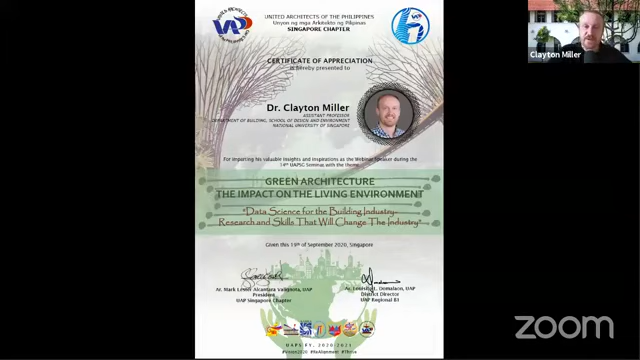 UNITED ARCHITECTS OF THE PHILIPPINES
Unyon ng mga Arkitekto ng Pilipinas
SINGAPORE CHAPTER
CERTIFICATE OF APPRECIATION
is hereby presented to
Dr. Clayton Miller
ASSISTANT PROFESSOR
DEPARTMENT OF BUILDING, SCHOOL OF DESIGN AND ENVIRONMENT
NATIONAL UNIVERSITY OF SINGAPORE
For imparting his valuable insights and inspirations as the Webinar Speaker during the
14th UAPSC Seminar with the theme
GREEN ARCHITECTURE
THE IMPACT ON THE LIVING ENVIRONMENT
"Data Science for the Building Industry-
Research and Skills That Will Change The Industry"
Given this 19th of September 2020, Singapore
President
UAP Singapore Chapter
District Director
UAP Regional B1
UAPS FY. 2020-2021
Clayton Miller
zoom